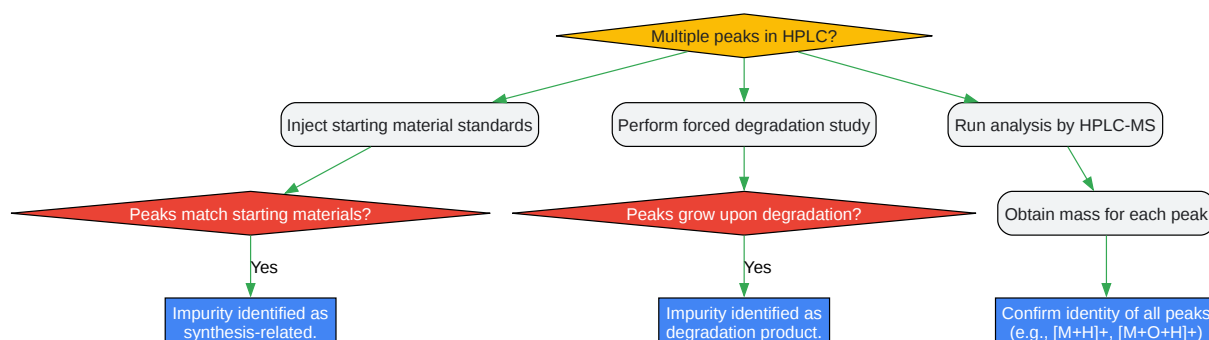 Multiple peaks in HPLC?
Inject starting material standards
Perform forced degradation study
Run analysis by HPLC-MS
Peaks match starting materials?
Peaks grow upon degradation?
Obtain mass for each peak
Yes
Yes
Impurity identified as
synthesis-related.
Impurity identified as
degradation product.
Confirm identity of all peaks
(e.g., [M+H]+, [M+O+H]+)